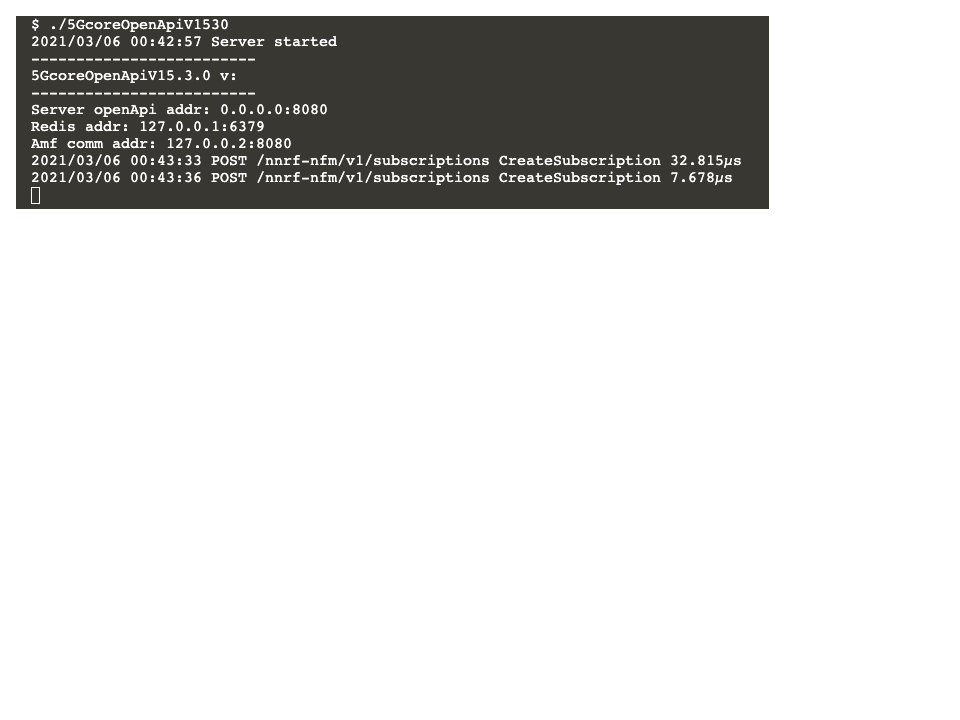 $ ./5GcoreOpenApiV1530
2021/03/06 00:42:57 Server started
-------------------------
5GcoreOpenApiV15.3.0 v:
-------------------------
Server openApi addr: 0.0.0.0:8080
Redis addr: 127.0.0.1:6379
Amf comm addr: 127.0.0.2:8080
2021/03/06 00:43:33 POST /nnrf-nfm/v1/subscriptions CreateSubscription 32.815µs
2021/03/06 00:43:36 POST /nnrf-nfm/v1/subscriptions CreateSubscription 7.678µs